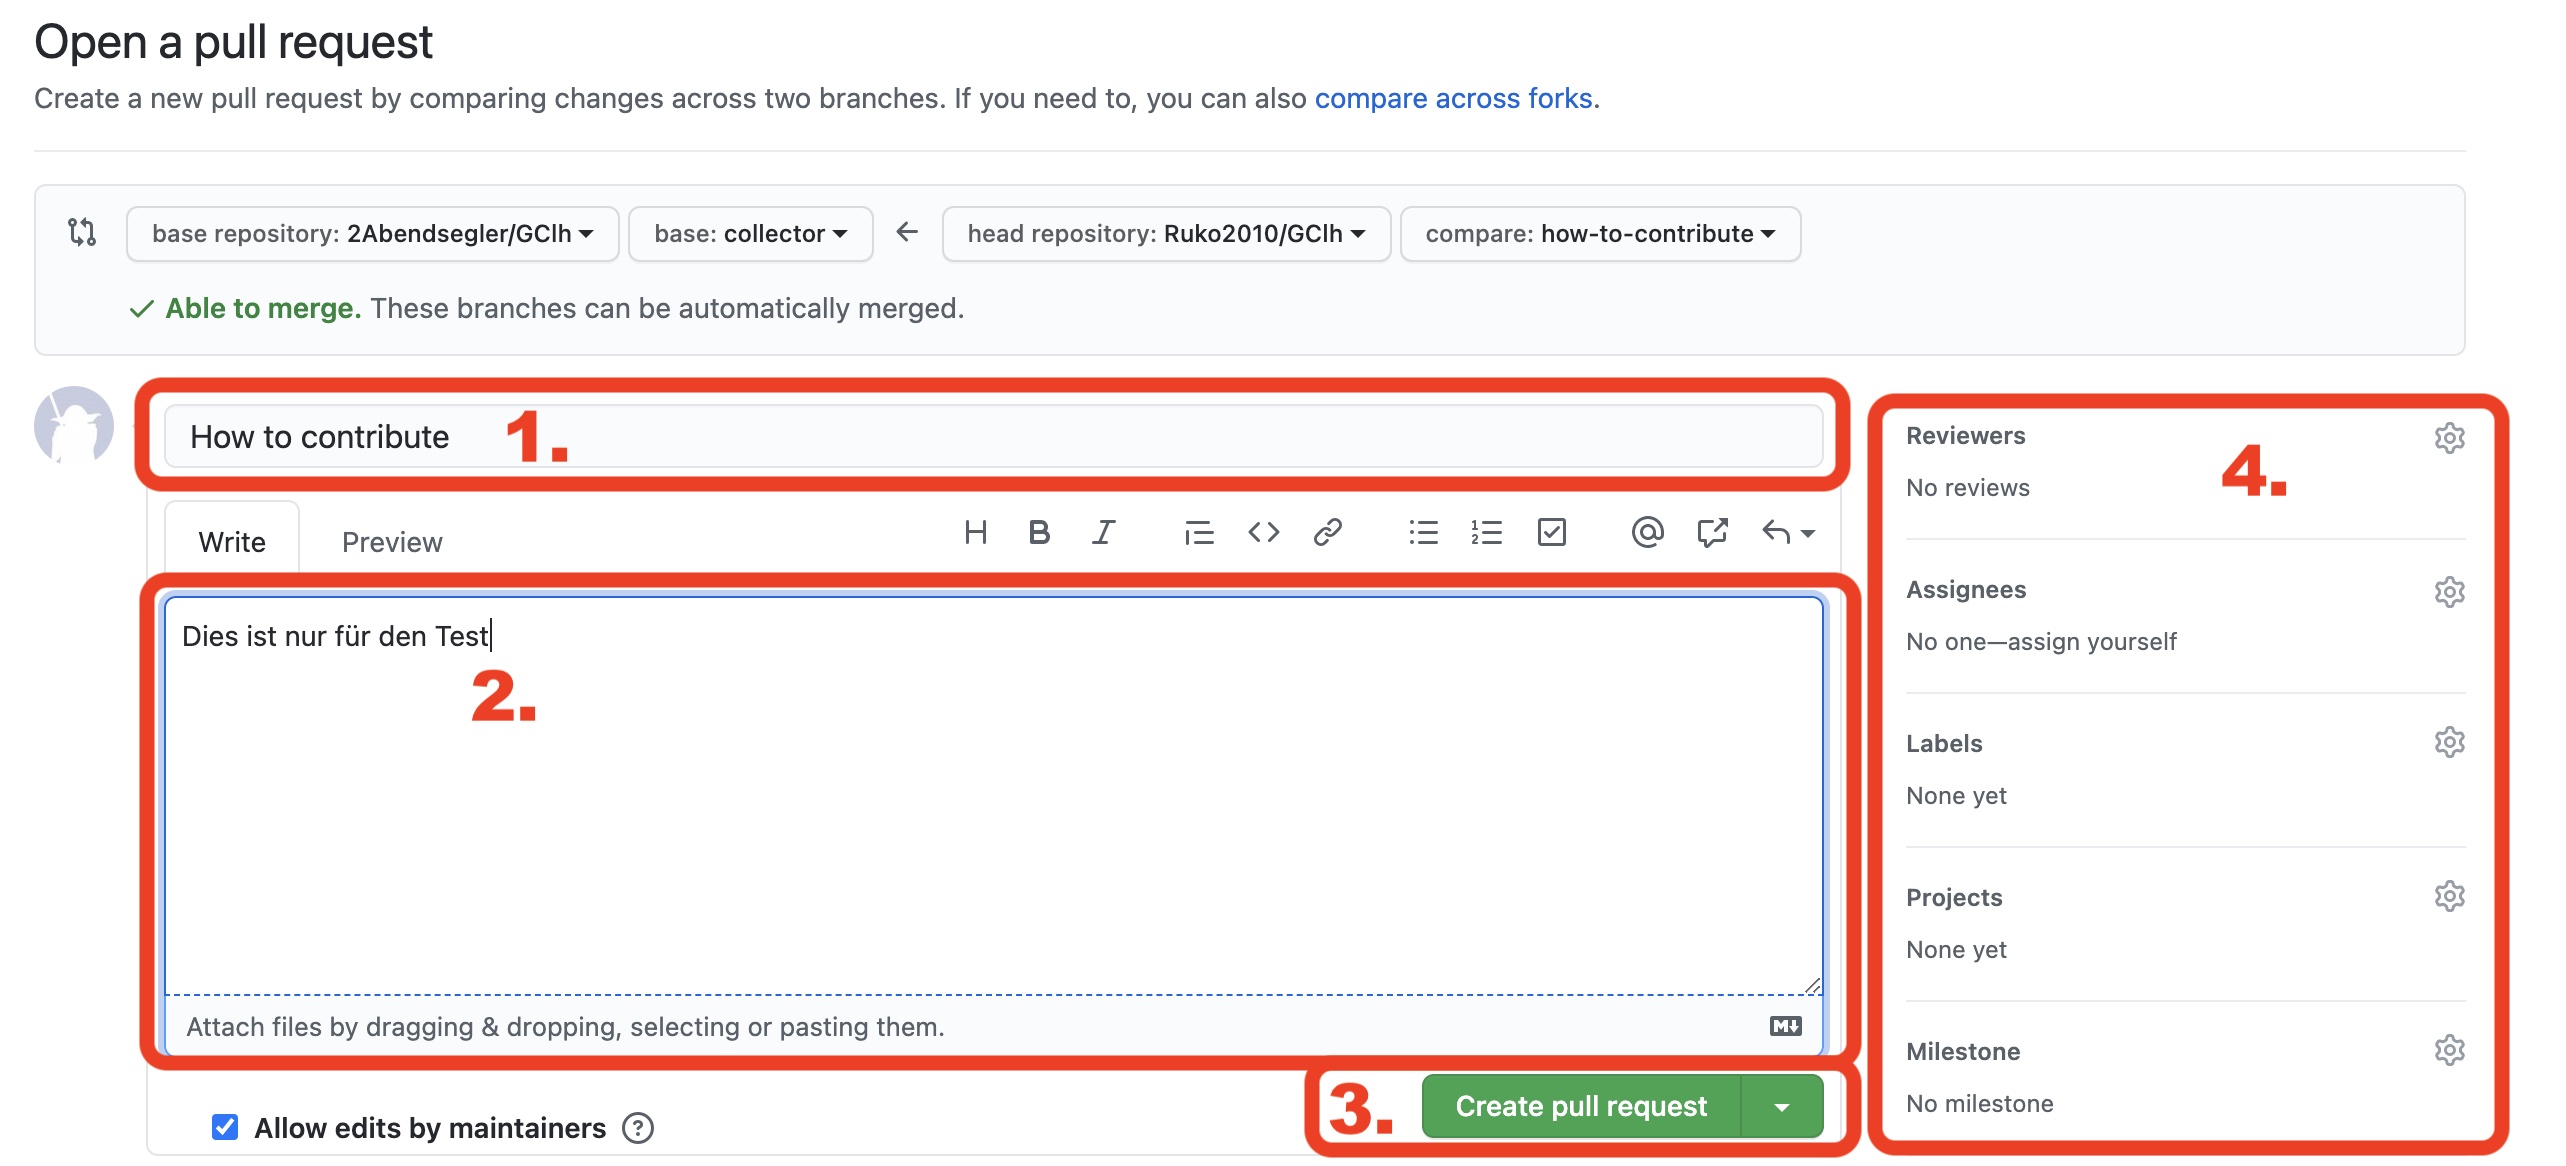 Open a pull request
Create a new pull request by comparing changes across two branches. If you need to, you can also compare across forks.
base repository: 2Abendsegler/GClh
base: collector
head repository: Ruko2010/GClh
compare: how-to-contribute
Able to merge. These branches can be automatically merged.
How to contribute
1.
Write
Preview
Dies ist nur für den Test
2.
Attach files by dragging & dropping, selecting or pasting them.
Allow edits by maintainers
3.
Create pull request
4.
Reviewers
No reviews
Assignees
No one—assign yourself
Labels
None yet
Projects
None yet
Milestone
No milestone